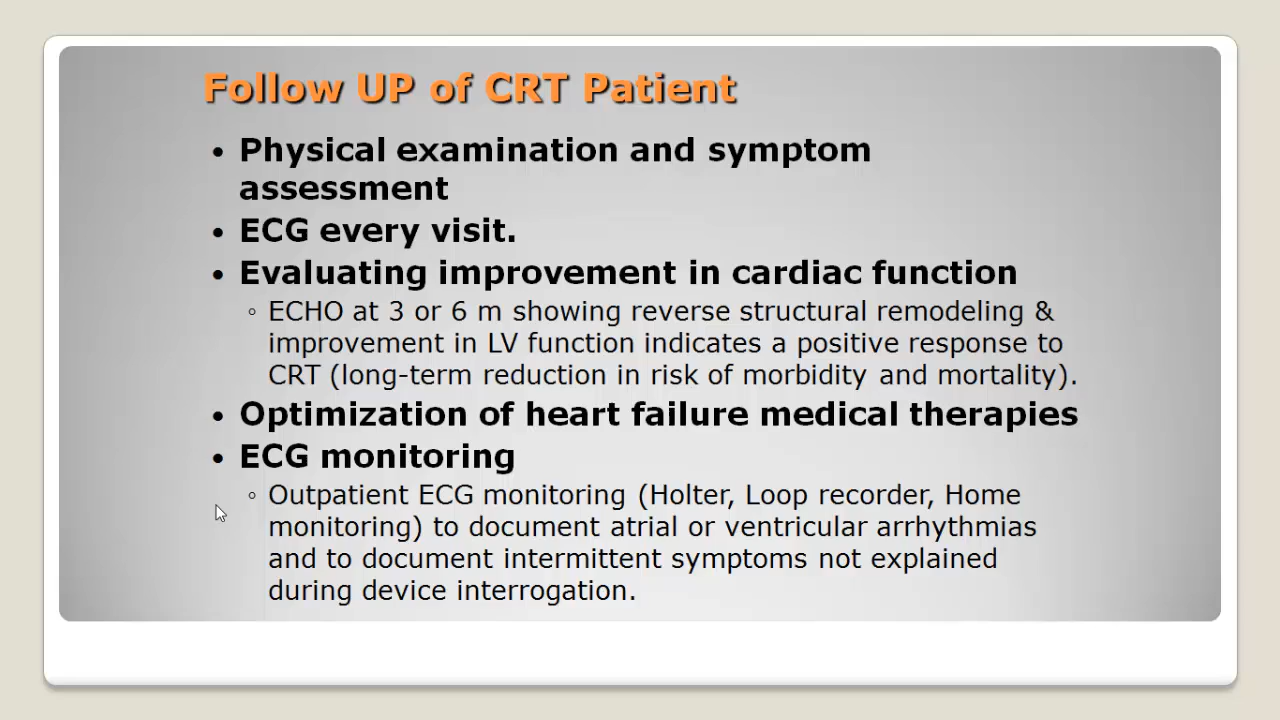 Follow UP of CRT Patient
• Physical examination and symptom
assessment
• ECG every visit.
• Evaluating improvement in cardiac function
◦ ECHO at 3 or 6 m showing reverse structural remodeling &
improvement in LV function indicates a positive response to
CRT (long-term reduction in risk of morbidity and mortality).
• Optimization of heart failure medical therapies
• ECG monitoring
◦ Outpatient ECG monitoring (Holter, Loop recorder, Home
monitoring) to document atrial or ventricular arrhythmias
and to document intermittent symptoms not explained
during device interrogation.